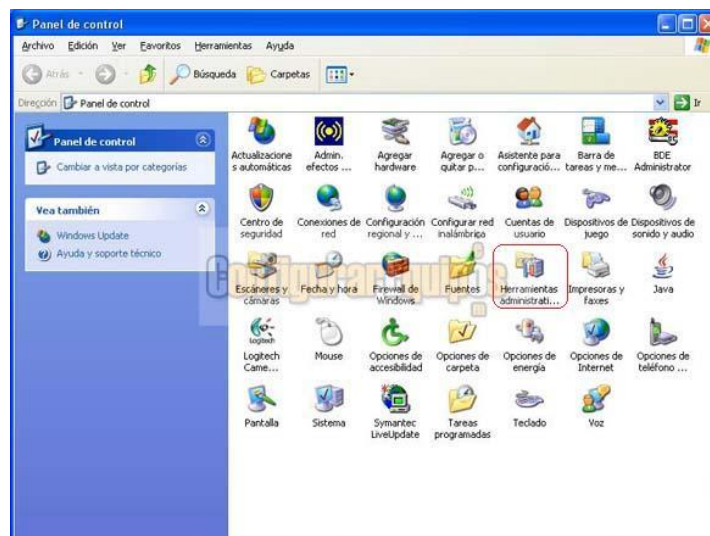 Panel de control
Archivo Edición Ver Favoritos Herramientas Ayuda
Atrás Búsqueda Carpetas
Dirección Panel de control Ir
Panel de control
Cambiar a vista por categorías
Vea también
Windows Update
Ayuda y soporte técnico
Actualizacione
s automáticas
Admin.
efectos ...
Agregar
hardware
Agregar o
quitar p...
Asistente para
configuració...
Barra de
tareas y me...
BDE
Administrator
Centro de
seguridad
Conexiones de
red
Configuración
regional y ...
Configurar red
inalámbrica
Cuentas de
usuario
Dispositivos de
juego
Dispositivos de
sonido y audio
Configurarequipos
Escáneres y
cámaras
Fecha y hora
Firewall de
Windows
Fuentes
Herramientas
administrati...
Impresoras y
faxes
Java
Logitech
Logitech
Came...
Mouse
Opciones de
accesibilidad
Opciones de
carpeta
Opciones de
energía
Opciones de
Internet
Opciones de
teléfono ...
Pantalla
Sistema
Symantec
LiveUpdate
Tareas
programadas
Teclado
Voz